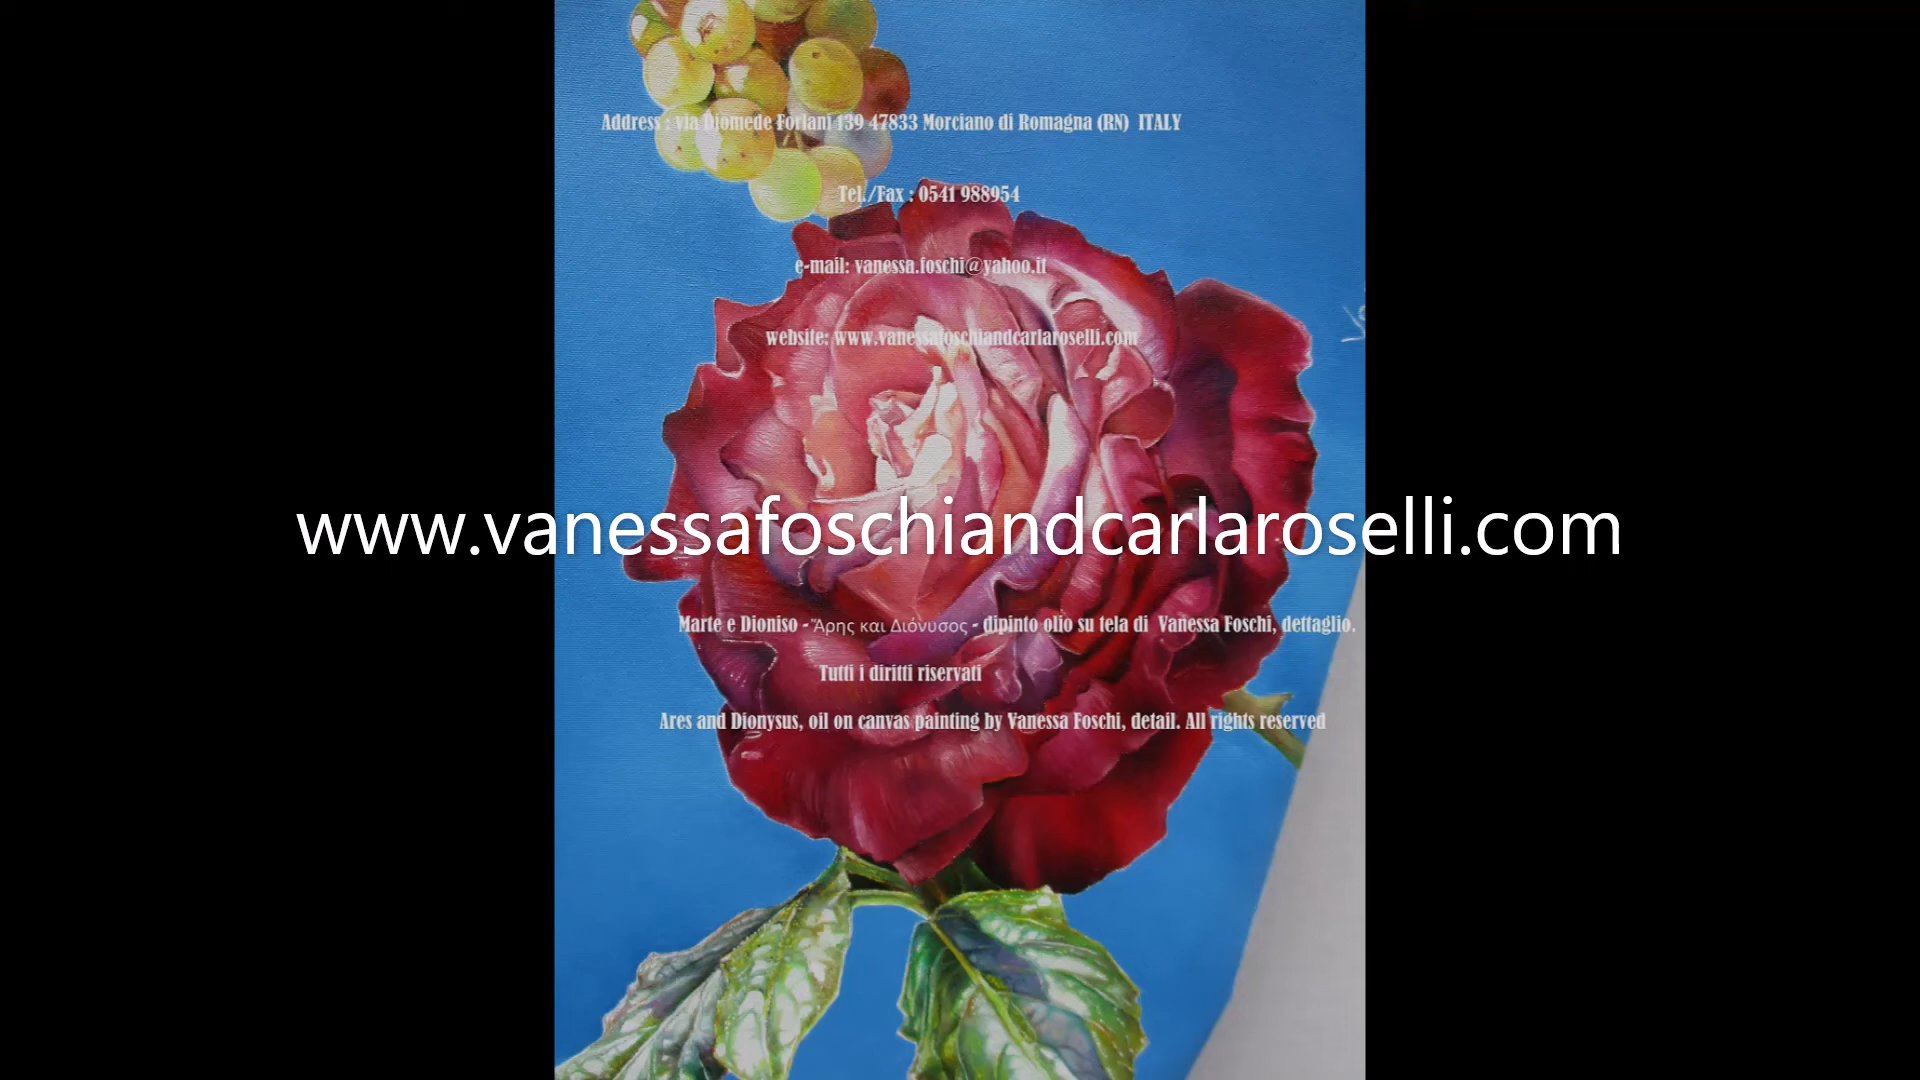 Address : via Diomede Forlani 139 47833 Morciano di Romagna (RN) ITALY
Tel./Fax : 0541 988954
e-mail: vanessa.foschi@yahoo.it
website: www.vanessafoschiandcarlaroselli.com
www.vanessafoschiandcarlaroselli.com
Marte e Dioniso - Ἄρης και Διόνυσος - dipinto olio su tela di Vanessa Foschi, dettaglio.
Tutti i diritti riservati
Ares and Dionysus, oil on canvas painting by Vanessa Foschi, detail. All rights reserved